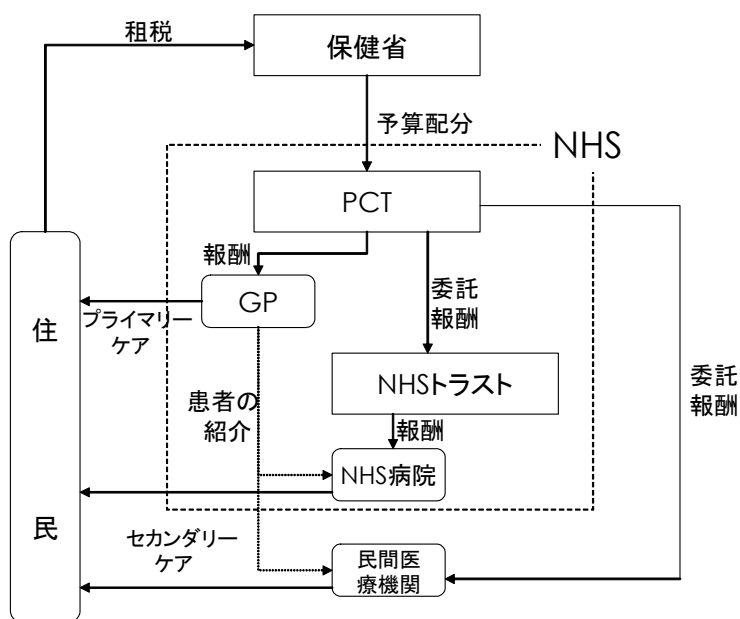 租税
保健省
予算配分
NHS
PCT
報酬
GP
委託
報酬
プライマリー
ケア
住
民
NHSトラスト
委託
報酬
患者の
紹介
報酬
NHS病院
セカンダリー
ケア
民間医
療機関